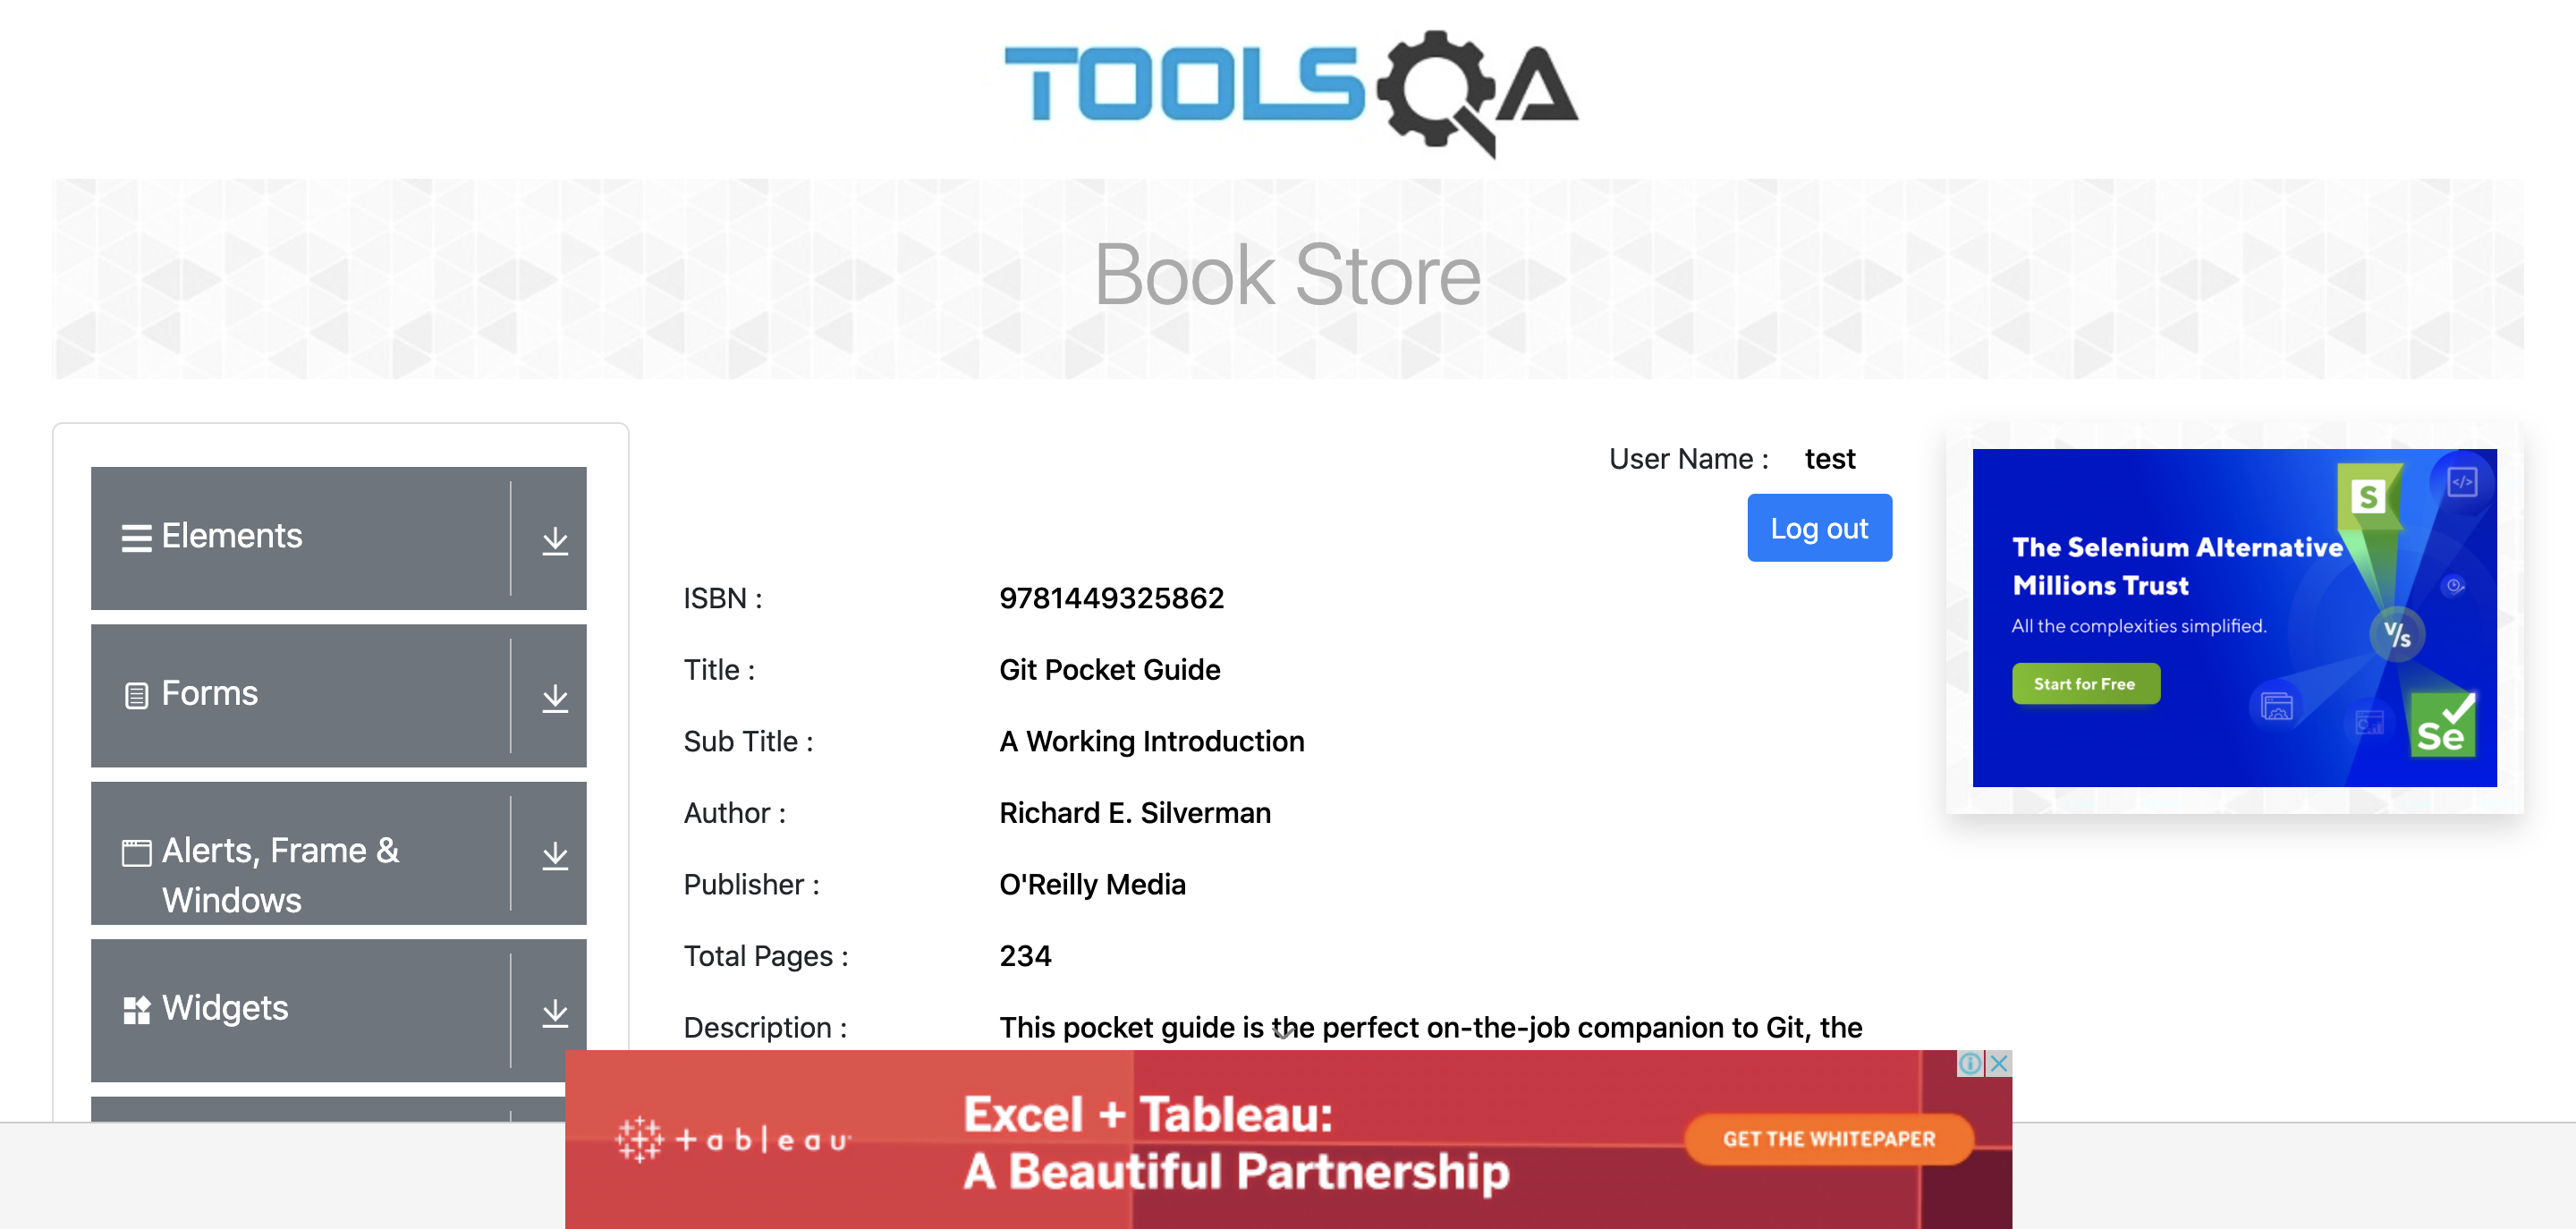 TOOLSQA
Book Store
Elements
Forms
Alerts, Frame &
Windows
Widgets
User Name : test
Log out
ISBN : 9781449325862
Title : Git Pocket Guide
Sub Title : A Working Introduction
Author : Richard E. Silverman
Publisher : O'Reilly Media
Total Pages : 234
Description : This pocket guide is the perfect on-the-job companion to Git, the
The Selenium Alternative
Millions Trust
All the complexities simplified.
Start for Free
S
</>
V/s
Se
+ableau
Excel + Tableau:
A Beautiful Partnership
GET THE WHITEPAPER